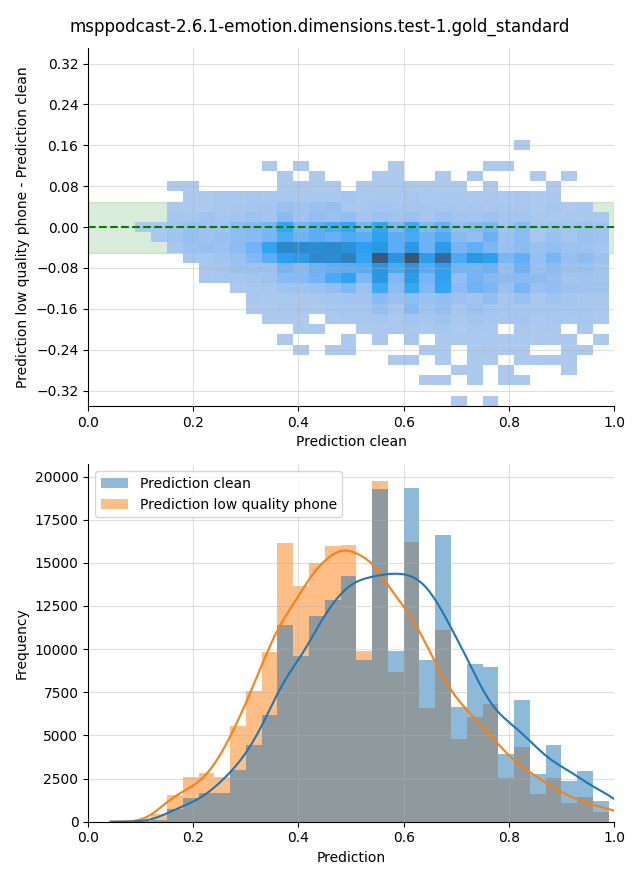 msppodcast-2.6.1-emotion.dimensions.test-1.gold_standard
Prediction low quality phone - Prediction clean
0.32
0.24
0.16
0.08
0.00
−0.08
−0.16
−0.24
−0.32
0.0 0.2 0.4 0.6 0.8 1.0
Prediction clean
Frequency
20000
17500
15000
12500
10000
7500
5000
2500
0
Prediction clean
Prediction low quality phone
0.0 0.2 0.4 0.6 0.8 1.0
Prediction